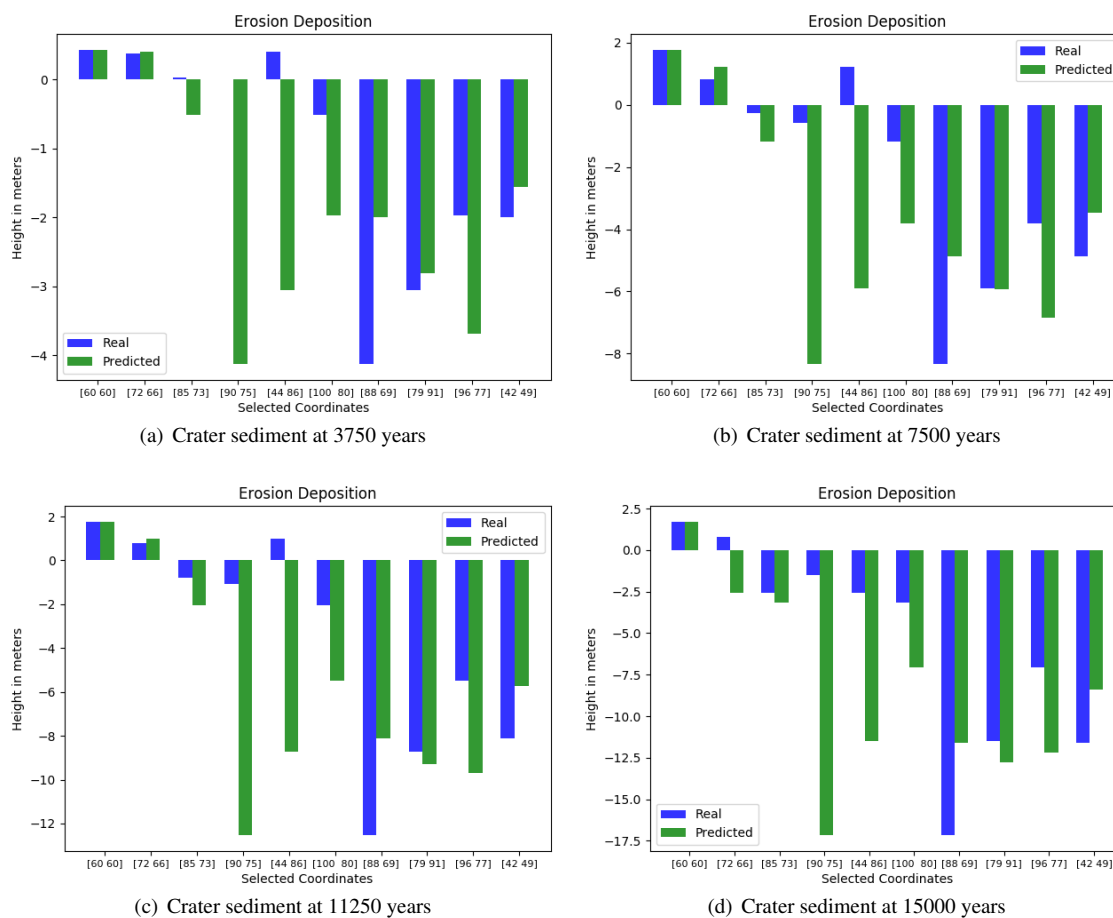 Erosion Deposition
Height in meters
0
−1
−2
−3
−4
Real
Predicted
[60 60] [72 66] [85 73] [90 75] [44 86] [100  80] [88 69] [79 91] [96 77] [42 49]
Selected Coordinates
(a) Crater sediment at 3750 years
Erosion Deposition
Height in meters
2
0
−2
−4
−6
−8
Real
Predicted
[60 60] [72 66] [85 73] [90 75] [44 86] [100  80] [88 69] [79 91] [96 77] [42 49]
Selected Coordinates
(b) Crater sediment at 7500 years
Erosion Deposition
Height in meters
2
0
−2
−4
−6
−8
−10
−12
Real
Predicted
[60 60] [72 66] [85 73] [90 75] [44 86] [100  80] [88 69] [79 91] [96 77] [42 49]
Selected Coordinates
(c) Crater sediment at 11250 years
Erosion Deposition
Height in meters
2.5
0.0
−2.5
−5.0
−7.5
−10.0
−12.5
−15.0
−17.5
Real
Predicted
[60 60] [72 66] [85 73] [90 75] [44 86] [100  80] [88 69] [79 91] [96 77] [42 49]
Selected Coordinates
(d) Crater sediment at 15000 years